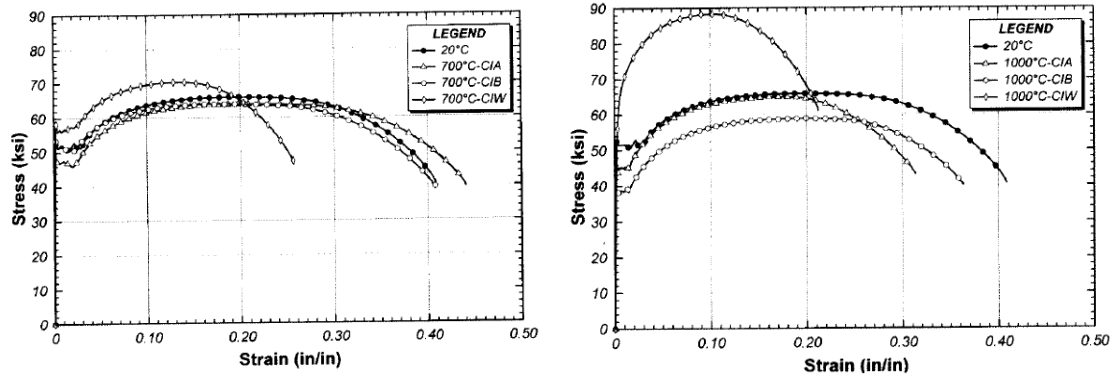 90
80
70
60
50
40
30
20
10
0
Stress (ksi)
0
0.10
0.20
0.30
0.40
0.50
Strain (in/in)
LEGEND
20°C
700°C-CIA
700°C-CIB
700°C-CIW
90
80
70
60
50
40
30
20
10
0
Stress (ksi)
0
0.10
0.20
0.30
0.40
0.50
Strain (in/in)
LEGEND
20°C
1000°C-CIA
1000°C-CIB
1000°C-CIW